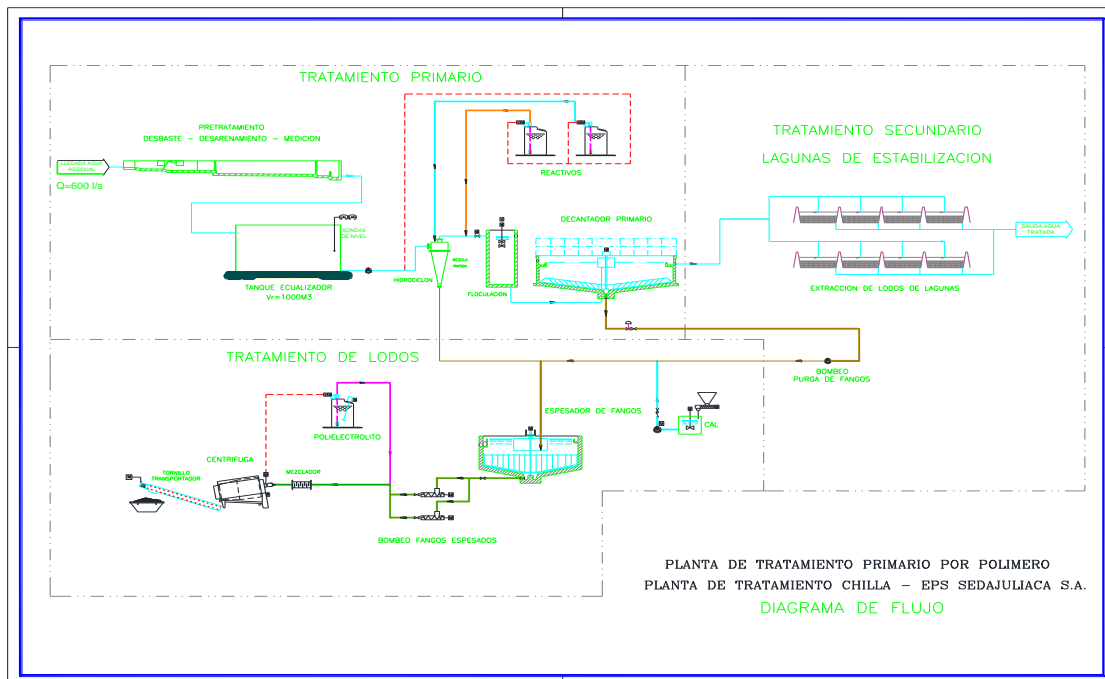 TRATAMIENTO PRIMARIO
PRETRATAMIENTO
DESBASTE - DESARENAMIENTO - MEDICION
LLEGADA AGUA
RESIDUAL
Q=600 l/s
SONDAS
DE NIVEL
TANQUE ECUALIZADOR
Vr=1000M3
REACTIVOS
HIDROCICLON
MEZCLA
RAPIDA
FLOCULACIÓN
DECANTADOR PRIMARIO
TRATAMIENTO SECUNDARIO
LAGUNAS DE ESTABILIZACION
SALIDA AGUA
TRATADA
EXTRACCION DE LODOS DE LAGUNAS
TRATAMIENTO DE LODOS
BOMBEO
PURGA DE FANGOS
ESPESADOR DE FANGOS
CAL
POLIELECTROLITO
CENTRIFUGA
TORNILLO
TRANSPORTADOR
MEZCLADOR
BOMBEO FANGOS ESPESADOS
PLANTA DE TRATAMIENTO PRIMARIO POR POLIMERO
PLANTA DE TRATAMIENTO CHILLA - EPS SEDAJULIACA S.A.
DIAGRAMA DE FLUJO